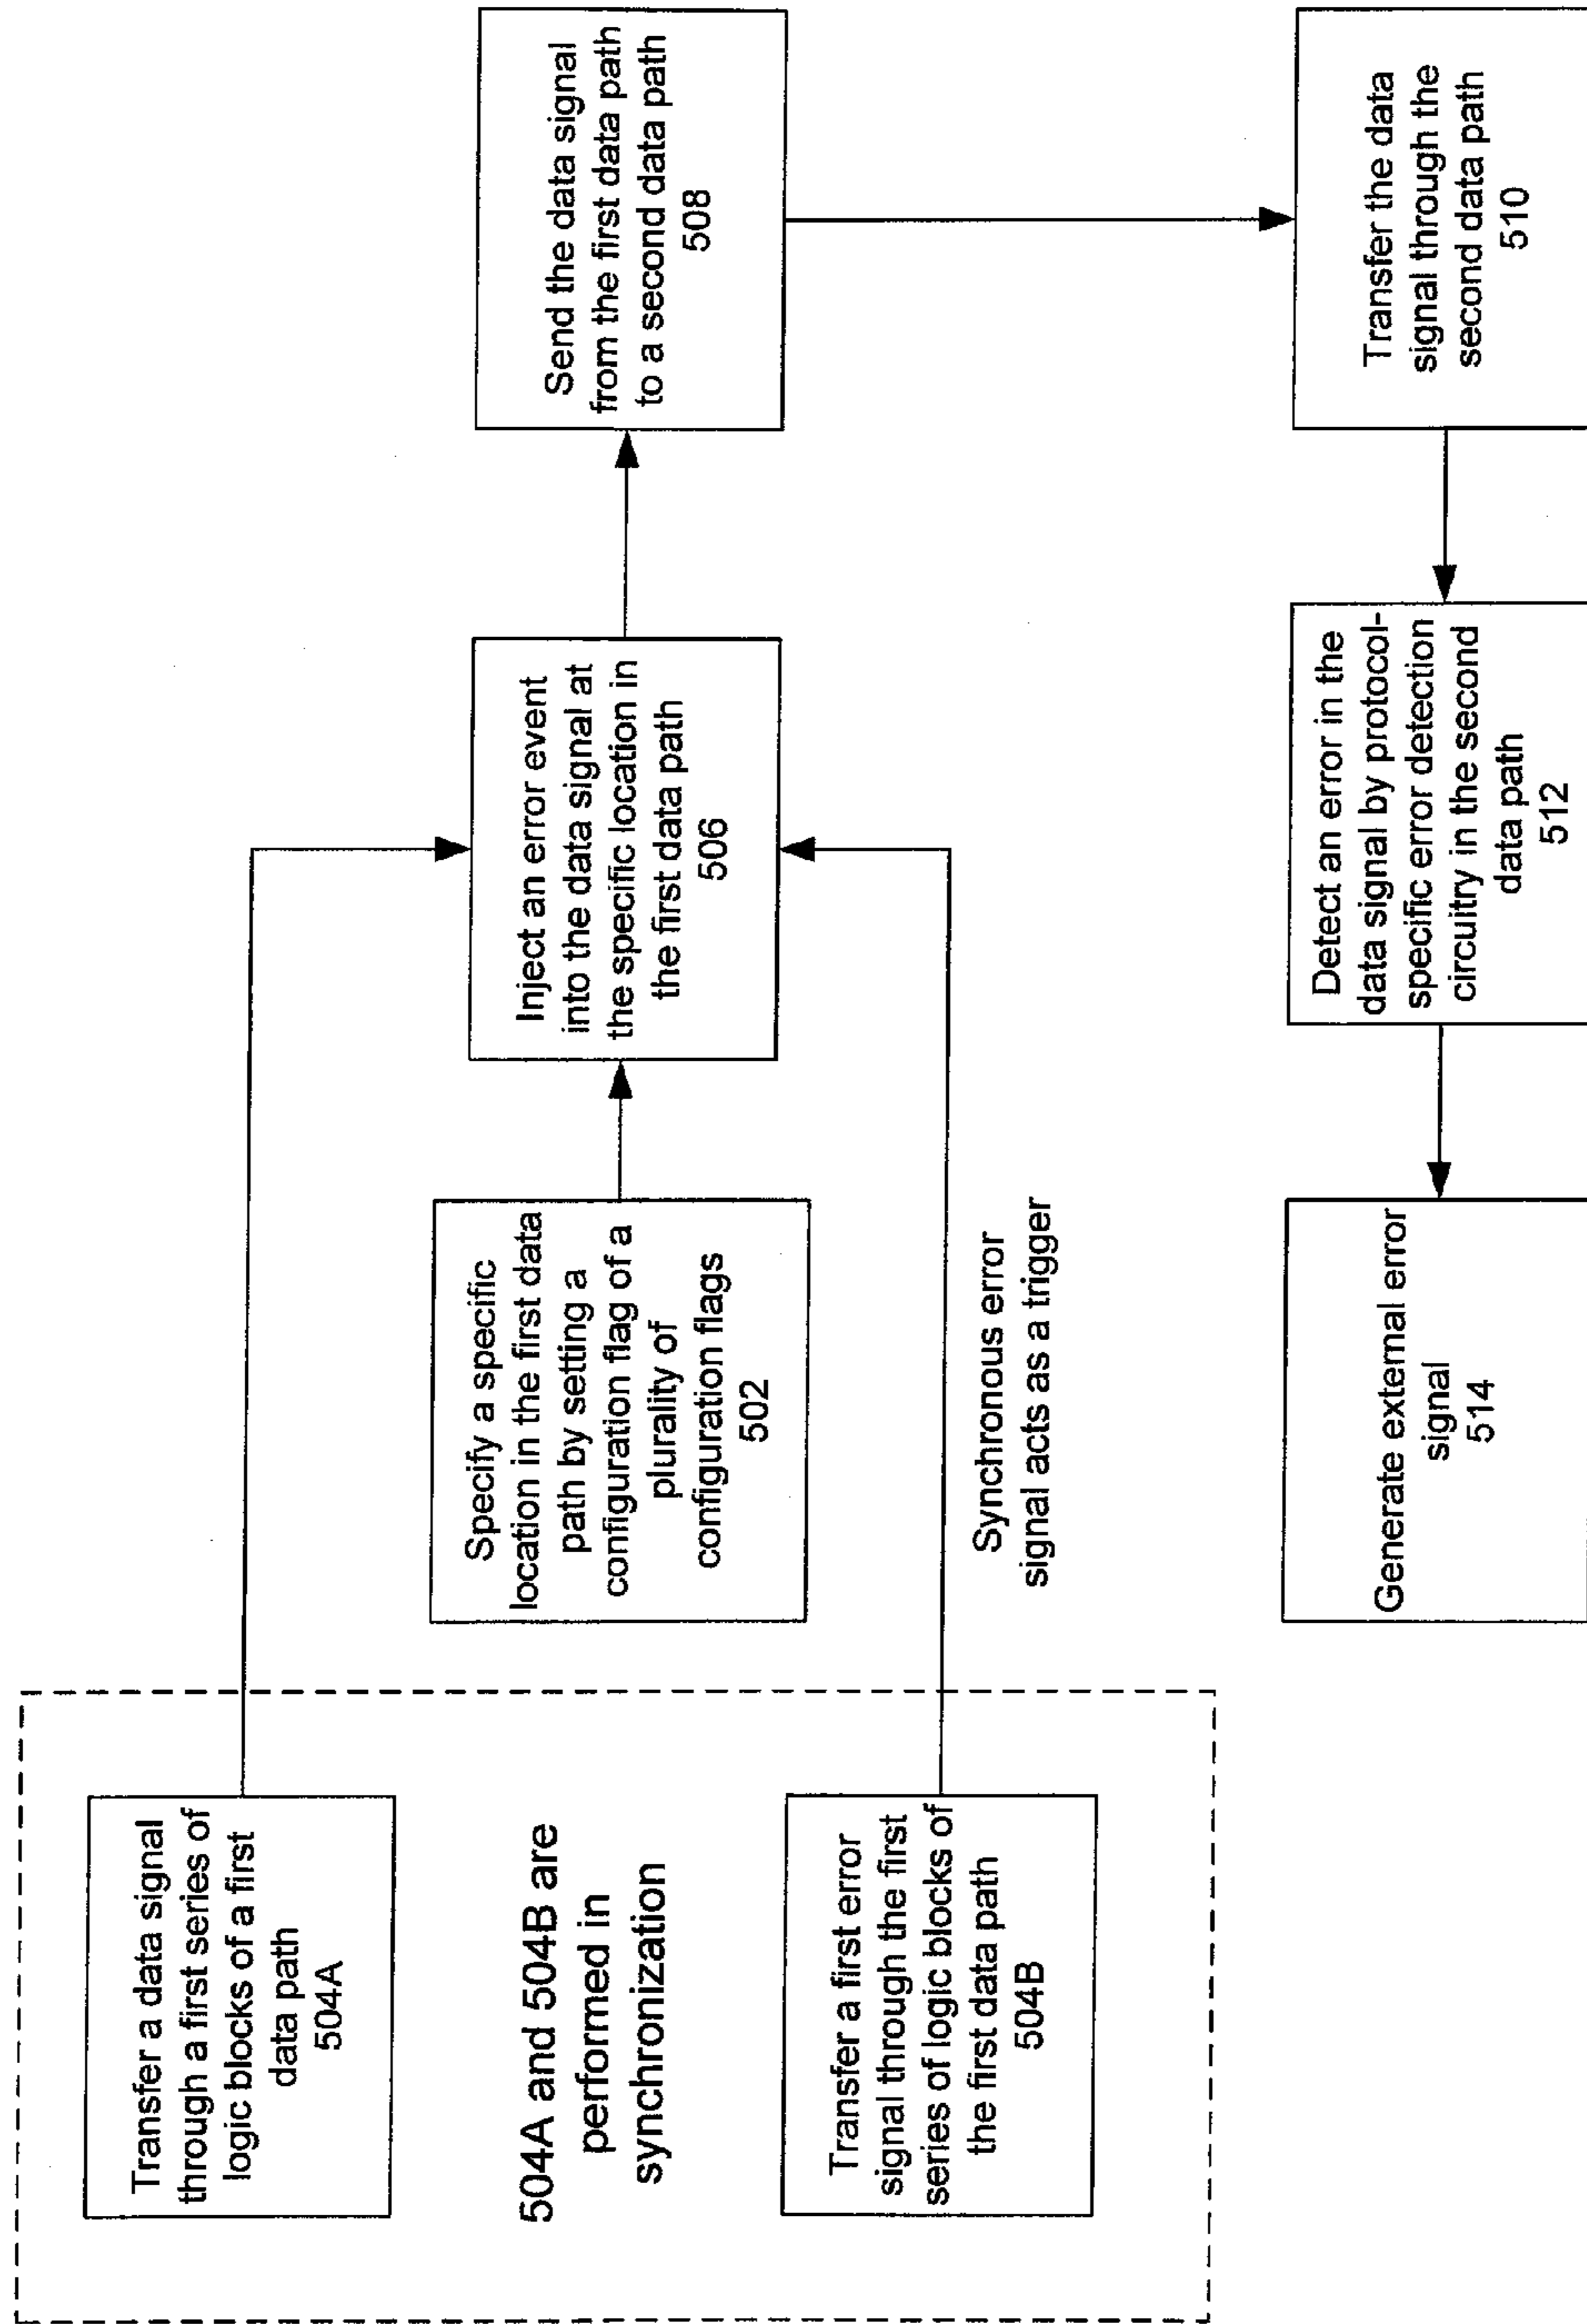 Transfer a data signal
through a first series of
logic blocks of a first
data path
504A
504A and 504B are
performed in
synchronization
Transfer a first error
signal through the first
series of logic blocks of
the first data path
504B
Specify a specific
location in the first data
path by setting a
configuration flag of a
plurality of
configuration flags
502
Synchronous error
signal acts as a trigger
Inject an error event
into the data signal at
the specific location in
the first data path
506
Send the data signal
from the first data path
to a second data path
508
Transfer the data
signal through the
second data path
510
Detect an error in the
data signal by protocol-
specific error detection
circuitry in the second
data path
512
Generate external error
signal
514